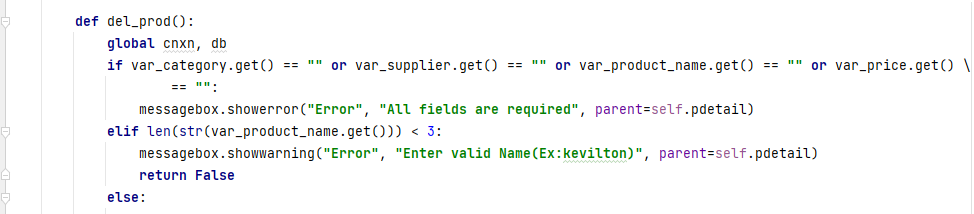 def del_prod():
global cnxn, db
if var_category.get() == "" or var_supplier.get() == "" or var_product_name.get() == "" or var_price.get() \
== "":
messagebox.showerror("Error", "All fields are required", parent=self.pdetail)
elif len(str(var_product_name.get())) < 3:
messagebox.showwarning("Error", "Enter valid Name(Ex:kevilton)", parent=self.pdetail)
return False
else: